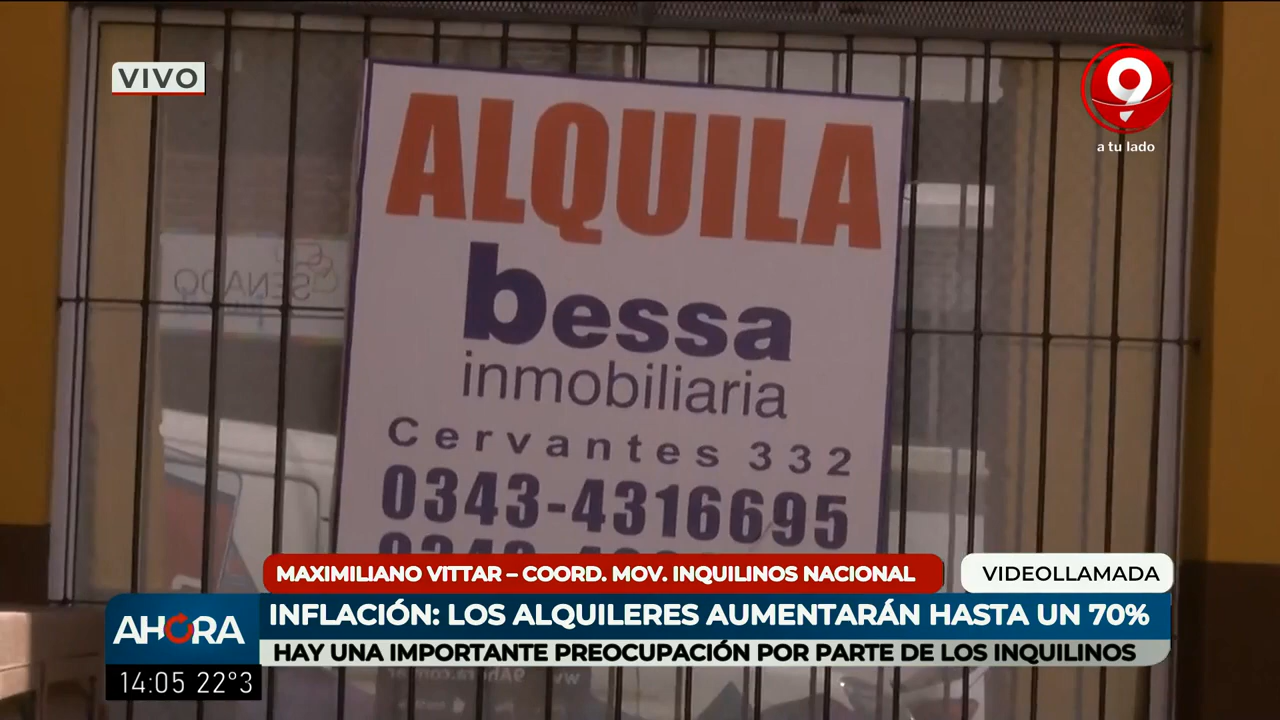 VIVO
9
a tu lado
ALQUILA
bessa
inmobiliaria
Cervantes 332
0343-4316695
MAXIMILIANO VITTAR – COORD. MOV. INQUILINOS NACIONAL
VIDEOLLAMADA
AHORA
INFLACIÓN: LOS ALQUILERES AUMENTARÁN HASTA UN 70%
HAY UNA IMPORTANTE PREOCUPACIÓN POR PARTE DE LOS INQUILINOS
14:05 22°3
SENADO